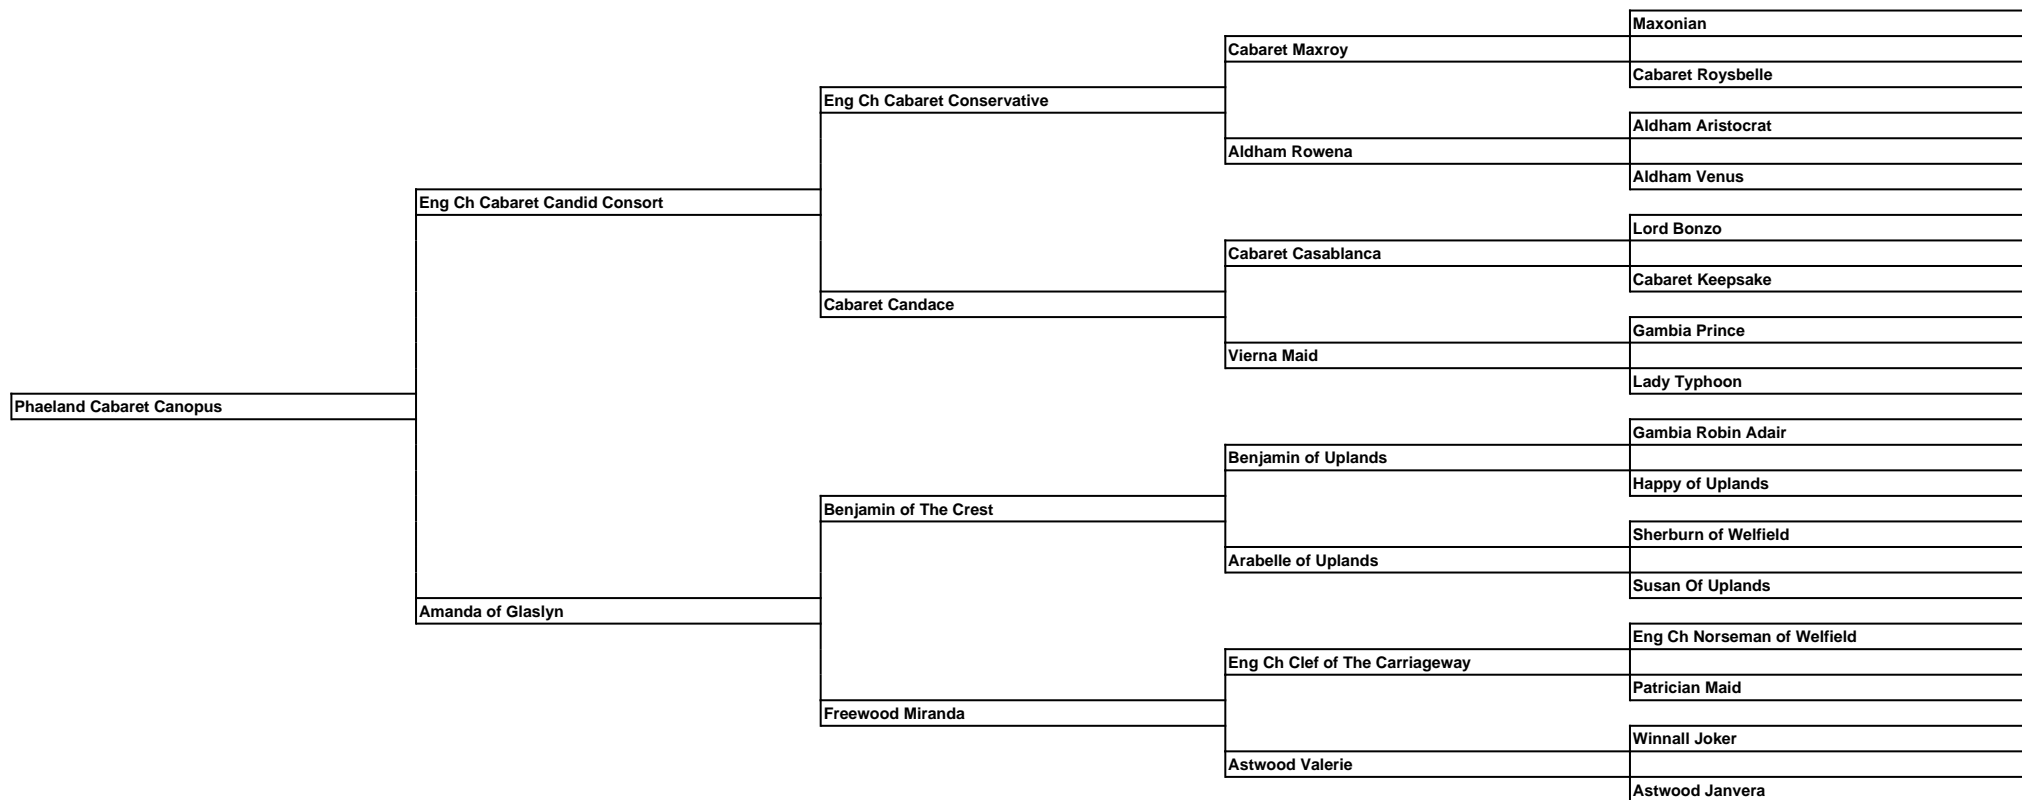 Maxonian
Cabaret Maxroy
Cabaret Roysbelle
Eng Ch Cabaret Conservative
Aldham Aristocrat
Aldham Rowena
Aldham Venus
Eng Ch Cabaret Candid Consort
Lord Bonzo
Cabaret Casablanca
Cabaret Keepsake
Cabaret Candace
Gambia Prince
Vierna Maid
Lady Typhoon
Phaeland Cabaret Canopus
Gambia Robin Adair
Benjamin of Uplands
Happy of Uplands
Benjamin of The Crest
Sherburn of Welfield
Arabelle of Uplands
Susan Of Uplands
Amanda of Glaslyn
Eng Ch Norseman of Welfield
Eng Ch Clef of The Carriageway
Patrician Maid
Freewood Miranda
Winnall Joker
Astwood Valerie
Astwood Janvera